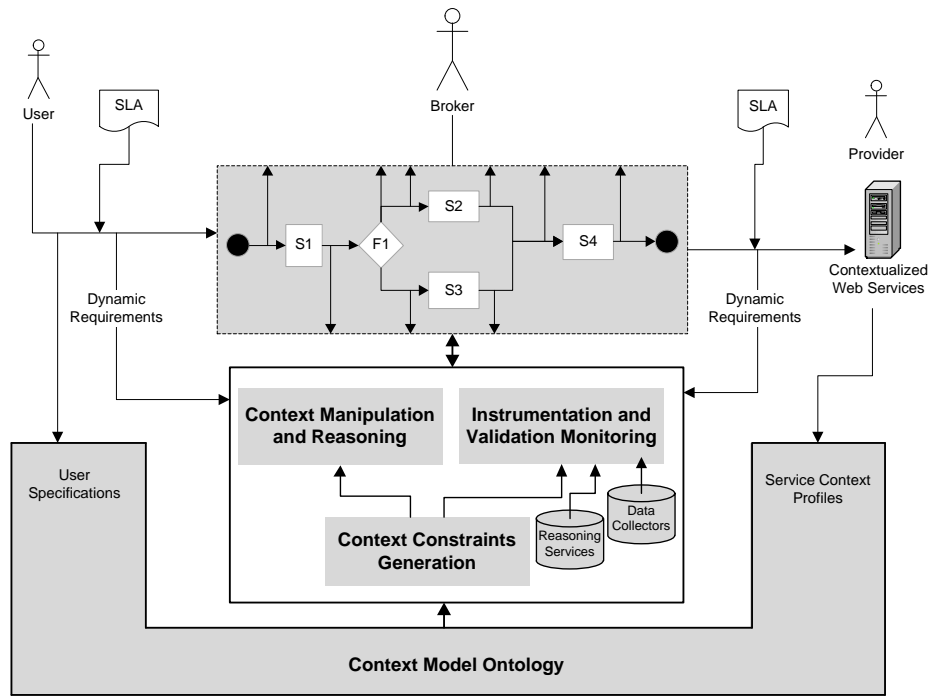 User
SLA
Broker
SLA
Provider
S1
F1
S2
S3
S4
Contextualized
Web Services
Dynamic
Requirements
Dynamic
Requirements
Context Manipulation
and Reasoning
Instrumentation and
Validation Monitoring
User
Specifications
Service Context
Profiles
Data
Collectors
Reasoning
Services
Context Constraints
Generation
Context Model Ontology